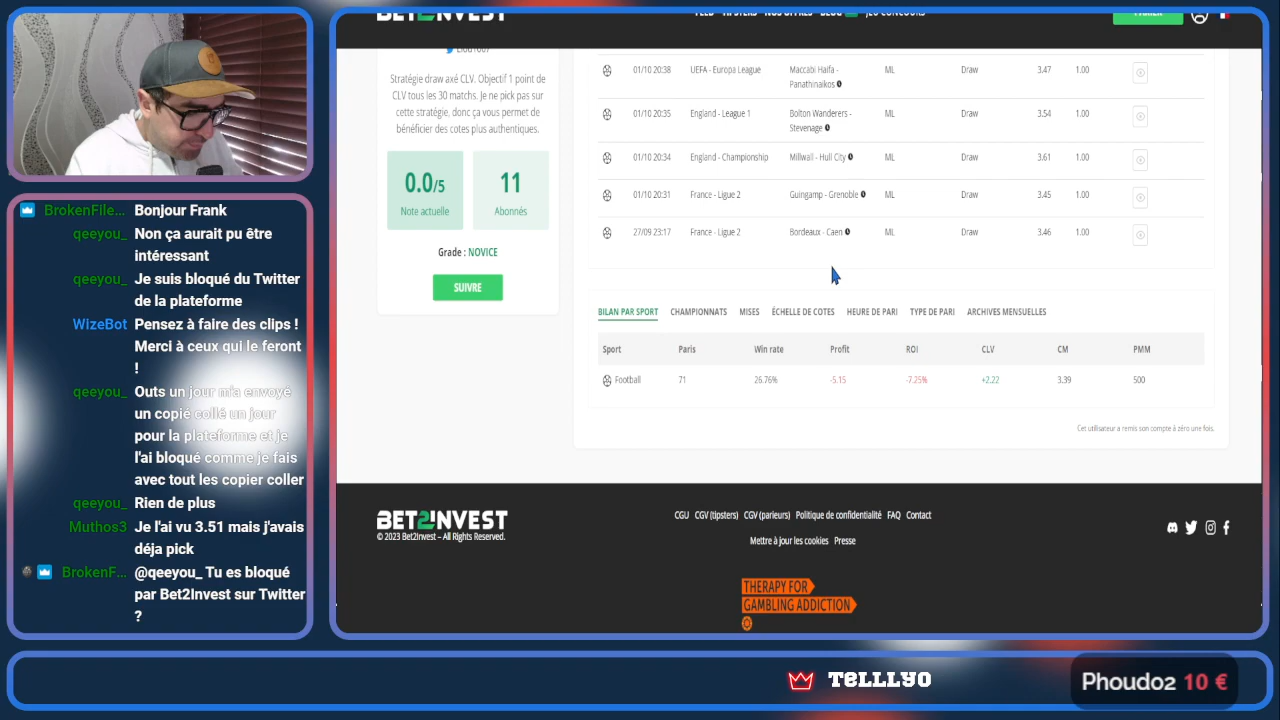 BET2INVEST
FEED TIPSTERS NOS OFFRES BLOG JEU CONCOURS
Stratégie draw axé CLV. Objectif 1 point de
CLV tous les 30 matchs. Je ne pick pas sur
cette stratégie, donc ça vous permet de
bénéficier des cotes plus authentiques.
0.0/5
Note actuelle
11
Abonnés
Grade : NOVICE
SUIVRE
01/10 20:38 UEFA - Europa League Maccabi Haifa - ML Draw 3.47 1.00
Panathinaikos
01/10 20:35 England - League 1 Bolton Wanderers - ML Draw 3.54 1.00
Stevenage
01/10 20:34 England - Championship Millwall - Hull City ML Draw 3.61 1.00
01/10 20:31 France - Ligue 2 Guingamp - Grenoble ML Draw 3.45 1.00
27/09 23:17 France - Ligue 2 Bordeaux - Caen ML Draw 3.46 1.00
BILAN PAR SPORT CHAMPIONNATS MISES ÉCHELLE DE COTES HEURE DE PARI TYPE DE PARI ARCHIVES MENSUELLES
Sport Paris Win rate Profit ROI CLV CM PMM
Football 71 26.76% -5.15 -7.25% +2.22 3.39 500
Cet utilisateur a remis son compte à zéro une fois.
BET2INVEST
© 2023 Bet2Invest – All Rights Reserved.
CGU CGV (tipsters) CGV (parieurs) Politique de confidentialité FAQ Contact
Mettre à jour les cookies Presse
THERAPY FOR
GAMBLING ADDICTION
BrokenFile... Bonjour Frank
qeeyou_ Non ça aurait pu être
intéressant
qeeyou_ Je suis bloqué du Twitter
de la plateforme
WizeBot Pensez à faire des clips !
Merci à ceux qui le feront
!
qeeyou_ Outs un jour m'a envoyé
un copié collé un jour
pour la plateforme et je
l'ai bloqué comme je fais
avec tout les copier coller
qeeyou_ Rien de plus
Muthos3 Je l'ai vu 3.51 mais j'avais
déja pick
BrokenF... @qeeyou_ Tu es bloqué
par Bet2Invest sur Twitter
?
TELLLYO
Phoudo2 10 €